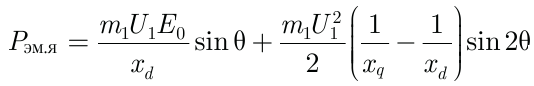 $P_{эм.я} = \frac{m_1 U_1 E_0}{x_d} \sin \theta + \frac{m_1 U_1^2}{2} \left( \frac{1}{x_q} - \frac{1}{x_d} \right) \sin 2\theta$